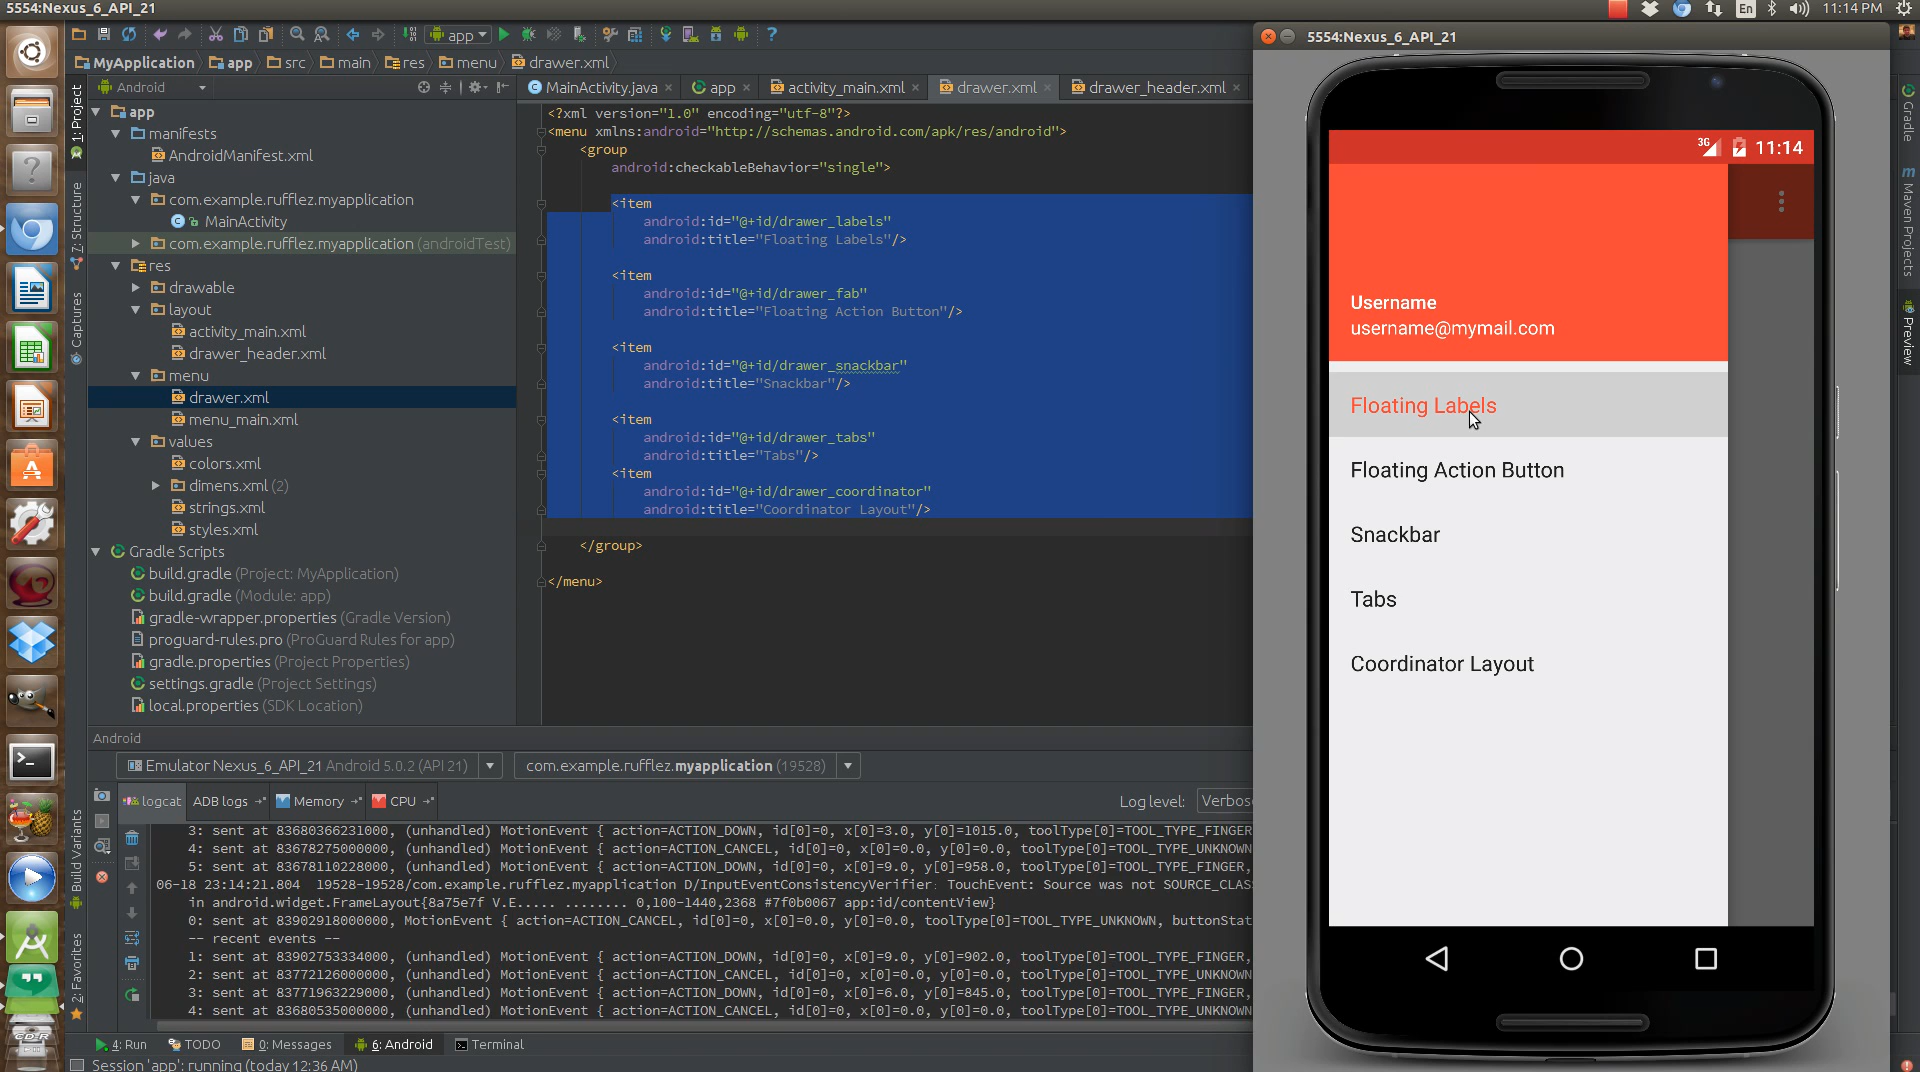 5554:Nexus_6_API_21
En
11:14 PM
app
?
MyApplication
app
src
main
res
menu
drawer.xml
Android
MainActivity.java
app
activity_main.xml
drawer.xml
drawer_header.xml
1: Project
7: Structure
Captures
Build Variants
2: Favorites
app
manifests
AndroidManifest.xml
java
com.example.rufflez.myapplication
MainActivity
com.example.rufflez.myapplication (androidTest)
res
drawable
layout
activity_main.xml
drawer_header.xml
menu
drawer.xml
menu_main.xml
values
colors.xml
dimens.xml (2)
strings.xml
styles.xml
Gradle Scripts
build.gradle (Project: MyApplication)
build.gradle (Module: app)
gradle-wrapper.properties (Gradle Version)
proguard-rules.pro (ProGuard Rules for app)
gradle.properties (Project Properties)
settings.gradle (Project Settings)
local.properties (SDK Location)
<?xml version="1.0" encoding="utf-8"?>
<menu xmlns:android="http://schemas.android.com/apk/res/android">
<group
android:checkableBehavior="single">
<item
android:id="@+id/drawer_labels"
android:title="Floating Labels"/>
<item
android:id="@+id/drawer_fab"
android:title="Floating Action Button"/>
<item
android:id="@+id/drawer_snackbar"
android:title="Snackbar"/>
<item
android:id="@+id/drawer_tabs"
android:title="Tabs"/>
<item
android:id="@+id/drawer_coordinator"
android:title="Coordinator Layout"/>
</group>
</menu>
5554:Nexus_6_API_21
3G
11:14
Username
username@mymail.com
Floating Labels
Floating Action Button
Snackbar
Tabs
Coordinator Layout
Gradle
Maven Projects
Preview
Android
Emulator Nexus_6_API_21 Android 5.0.2 (API 21)
com.example.rufflez.myapplication (19528)
logcat
ADB logs
Memory
CPU
Log level:
Verbose
3: sent at 83680366231000, (unhandled) MotionEvent { action=ACTION_DOWN, id[0]=0, x[0]=3.0, y[0]=1015.0, toolType[0]=TOOL_TYPE_FINGER
4: sent at 83678275000000, (unhandled) MotionEvent { action=ACTION_CANCEL, id[0]=0, x[0]=0.0, y[0]=0.0, toolType[0]=TOOL_TYPE_UNKNOWN
5: sent at 83678110228000, (unhandled) MotionEvent { action=ACTION_DOWN, id[0]=0, x[0]=9.0, y[0]=958.0, toolType[0]=TOOL_TYPE_FINGER,
06-18 23:14:21.804 19528-19528/com.example.rufflez.myapplication D/InputEventConsistencyVerifier: TouchEvent: Source was not SOURCE_CLAS
in android.widget.FrameLayout{8a75e7f V.E..... ........ 0,100-1440,2368 #7f0b0067 app:id/contentView}
0: sent at 83902918000000, MotionEvent { action=ACTION_CANCEL, id[0]=0, x[0]=0.0, y[0]=0.0, toolType[0]=TOOL_TYPE_UNKNOWN, buttonStat
-- recent events --
1: sent at 83902753334000, (unhandled) MotionEvent { action=ACTION_DOWN, id[0]=0, x[0]=9.0, y[0]=902.0, toolType[0]=TOOL_TYPE_FINGER,
2: sent at 83772126000000, (unhandled) MotionEvent { action=ACTION_CANCEL, id[0]=0, x[0]=0.0, y[0]=0.0, toolType[0]=TOOL_TYPE_UNKNOWN
3: sent at 83771963229000, (unhandled) MotionEvent { action=ACTION_DOWN, id[0]=0, x[0]=6.0, y[0]=845.0, toolType[0]=TOOL_TYPE_FINGER,
4: sent at 83680535000000, (unhandled) MotionEvent { action=ACTION_CANCEL, id[0]=0, x[0]=0.0, y[0]=0.0, toolType[0]=TOOL_TYPE_UNKNOWN
4: Run
TODO
0: Messages
6: Android
Terminal
Session 'app': running (today 12:36 AM)